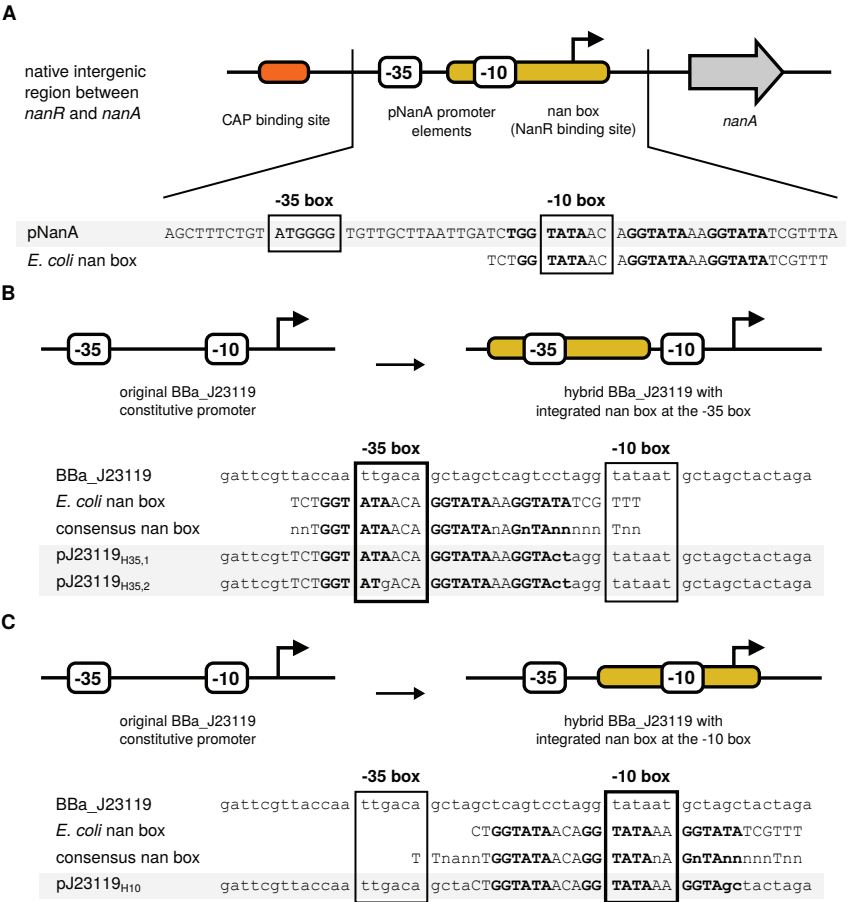 A
-35
-10
native intergenic
region between
nanR and nanA
CAP binding site
pNanA promoter
elements
nan box
(NanR binding site)
nanA
-35 box
-10 box
pNanA AGCTTTCTGT ATGGGG TGTTGCTTAATTGATCTGG TATAAC AGGTATAAAGGTATATCGTTTA
E. coli nan box TCTGG TATAAC AGGTATAAAGGTATATCGTTT
B
-35
-10
-35
-10
original BBa_J23119
constitutive promoter
hybrid BBa_J23119 with
integrated nan box at the -35 box
-35 box
-10 box
BBa_J23119 gattcgttaccaa ttgaca gctagctcagtcctagg tataat gctagctactaga
E. coli nan box TCTGGT ATAACA GGTATAAAGGTATATCG TTT
consensus nan box nnTGGT ATAACA GGTATAnAGnTAnnnnn Tnn
pJ23119H35,1 gattcgttTCTGGT ATAACA GGTATAAAGGTActagg tataat gctagctactaga
pJ23119H35,2 gattcgttTCTGGT ATgACA GGTATAAAGGTActagg tataat gctagctactaga
C
-35
-10
-35
-10
original BBa_J23119
constitutive promoter
hybrid BBa_J23119 with
integrated nan box at the -10 box
-35 box
-10 box
BBa_J23119 gattcgttaccaa ttgaca gctagctcagtcctagg tataat gctagctactaga
E. coli nan box CTGGTATAACAGG TATAAA GGTATATCGTTT
consensus nan box T TnannTGGTATAACAGG TATAnA GnTAnnnnnTnn
pJ23119H10 gattcgttaccaa ttgaca gctaCTGGTATAACAGG TATAAA GGTAgctactaga